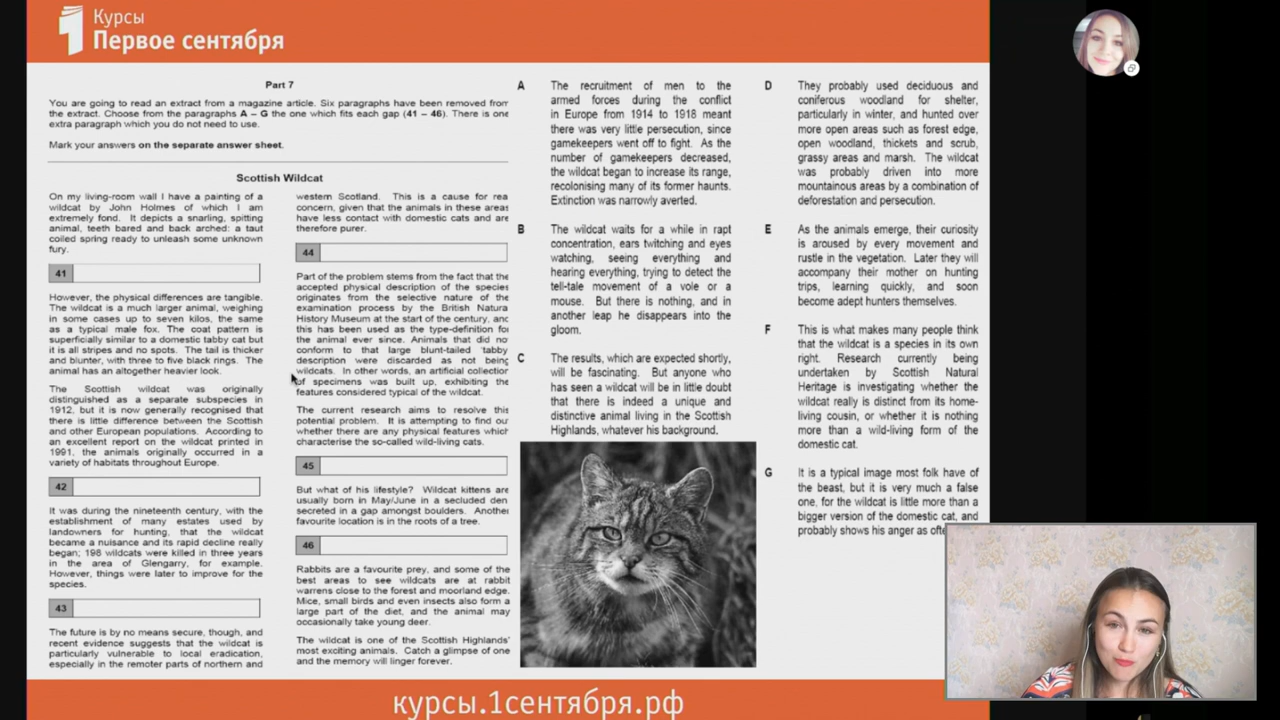 Курсы
Первое сентября
Part 7
You are going to read an extract from a magazine article. Six paragraphs have been removed from
the extract. Choose from the paragraphs A – G the one which fits each gap (41 – 46). There is one
extra paragraph which you do not need to use.
Mark your answers on the separate answer sheet.
Scottish Wildcat
On my living-room wall I have a painting of a
wildcat by John Holmes of which I am
extremely fond. It depicts a snarling, spitting
animal, teeth bared and back arched: a taut
coiled spring ready to unleash some unknown
fury.
41
However, the physical differences are tangible.
The wildcat is a much larger animal, weighing
in some cases up to seven kilos, the same
as a typical male fox. The coat pattern is
superficially similar to a domestic tabby cat but
it is all stripes and no spots. The tail is thicker
and blunter, with three to five black rings. The
animal has an altogether heavier look.
The Scottish wildcat was originally
distinguished as a separate subspecies in
1912, but it is now generally recognised that
there is little difference between the Scottish
and other European populations. According to
an excellent report on the wildcat printed in
1991, the animals originally occurred in a
variety of habitats throughout Europe.
42
It was during the nineteenth century, with the
establishment of many estates used by
landowners for hunting, that the wildcat
became a nuisance and its rapid decline really
began; 198 wildcats were killed in three years
in the area of Glengarry, for example.
However, things were later to improve for the
species.
43
The future is by no means secure, though, and
recent evidence suggests that the wildcat is
particularly vulnerable to local eradication,
especially in the remoter parts of northern and
western Scotland. This is a cause for rea
concern, given that the animals in these areas
have less contact with domestic cats and are
therefore purer.
44
Part of the problem stems from the fact that the
accepted physical description of the species
originates from the selective nature of the
examination process by the British Natura
History Museum at the start of the century, and
this has been used as the type-definition for
the animal ever since. Animals that did no
conform to that large blunt-tailed 'tabby
description were discarded as not being
wildcats. In other words, an artificial collection
of specimens was built up, exhibiting the
features considered typical of the wildcat.
The current research aims to resolve this
potential problem. It is attempting to find out
whether there are any physical features which
characterise the so-called wild-living cats.
45
But what of his lifestyle? Wildcat kittens are
usually born in May/June in a secluded den
secreted in a gap amongst boulders. Another
favourite location is in the roots of a tree.
46
Rabbits are a favourite prey, and some of the
best areas to see wildcats are at rabbit
warrens close to the forest and moorland edge.
Mice, small birds and even insects also form a
large part of the diet, and the animal may
occasionally take young deer.
The wildcat is one of the Scottish Highlands'
most exciting animals. Catch a glimpse of one
and the memory will linger forever.
A The recruitment of men to the
armed forces during the conflict
in Europe from 1914 to 1918 meant
there was very little persecution, since
gamekeepers went off to fight. As the
number of gamekeepers decreased,
the wildcat began to increase its range,
recolonising many of its former haunts.
Extinction was narrowly averted.
B The wildcat waits for a while in rapt
concentration, ears twitching and eyes
watching, seeing everything and
hearing everything, trying to detect the
tell-tale movement of a vole or a
mouse. But there is nothing, and in
another leap he disappears into the
gloom.
C The results, which are expected shortly,
will be fascinating. But anyone who
has seen a wildcat will be in little doubt
that there is indeed a unique and
distinctive animal living in the Scottish
Highlands, whatever his background.
D They probably used deciduous and
coniferous woodland for shelter,
particularly in winter, and hunted over
more open areas such as forest edge,
open woodland, thickets and scrub,
grassy areas and marsh. The wildcat
was probably driven into more
mountainous areas by a combination of
deforestation and persecution.
E As the animals emerge, their curiosity
is aroused by every movement and
rustle in the vegetation. Later they will
accompany their mother on hunting
trips, learning quickly, and soon
become adept hunters themselves.
F This is what makes many people think
that the wildcat is a species in its own
right. Research currently being
undertaken by Scottish Natural
Heritage is investigating whether the
wildcat really is distinct from its home-
living cousin, or whether it is nothing
more than a wild-living form of the
domestic cat.
G It is a typical image most folk have of
the beast, but it is very much a false
one, for the wildcat is little more than a
bigger version of the domestic cat, and
probably shows his anger as
курсы.1сентября.рф